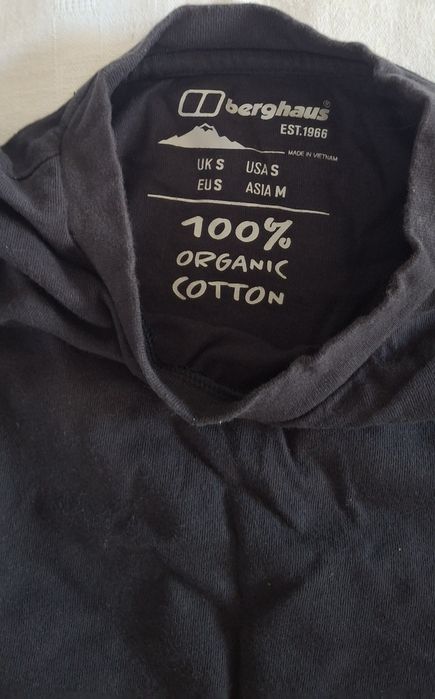 berghaus®
EST.1966
MADE IN VIETNAM
UK S USA S
EU S ASIA M
100%
ORGANIC
COTTON